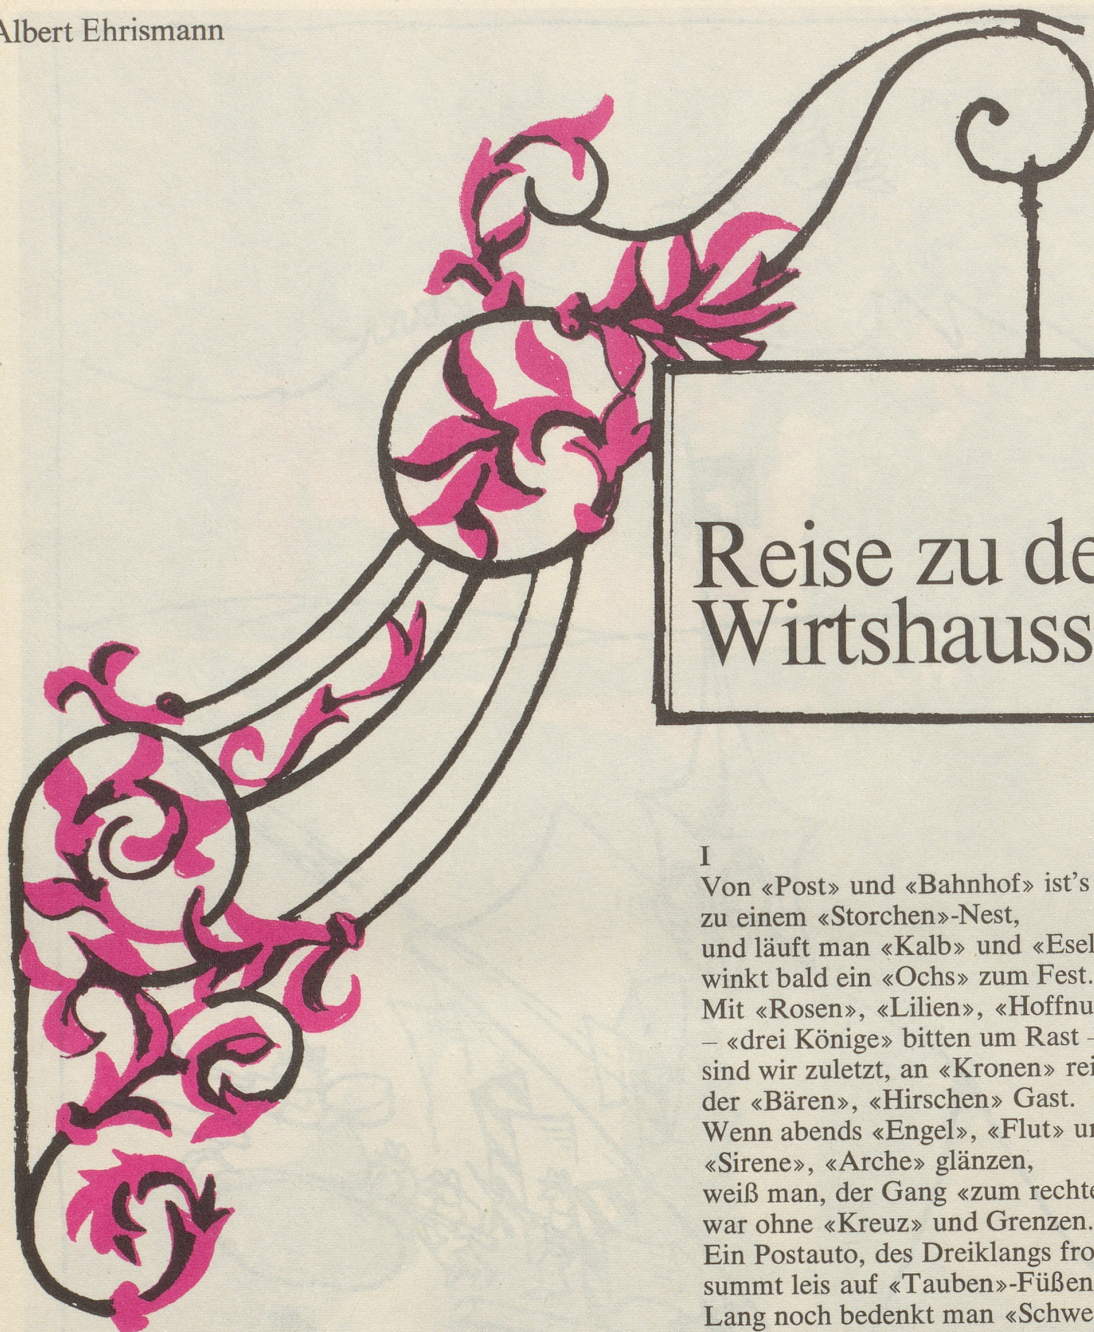 Albert Ehrismann
Reise zu
Wirtshauss
I
Von «Post» und «Bahnhof» ist's
zu einem «Storchen»-Nest,
und läuft man «Kalb» und «Esel
winkt bald ein «Ochs» zum Fest.
Mit «Rosen», «Lilien», «Hoffnu
– «drei Könige» bitten um Rast –
sind wir zuletzt, an «Kronen» rei
der «Bären», «Hirschen» Gast.
Wenn abends «Engel», «Flut» un
«Sirene», «Arche» glänzen,
weiß man, der Gang «zum rechte
war ohne «Kreuz» und Grenzen.
Ein Postauto, des Dreiklangs fro
summt leis auf «Tauben»-Füßen
Lang noch bedenkt man «Schwe